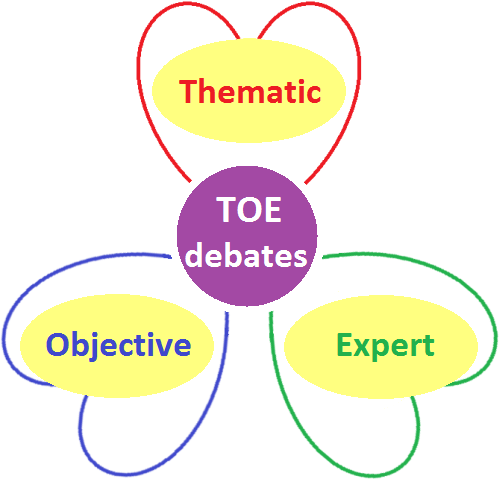 Thematic
TOE
debates
Objective
Expert